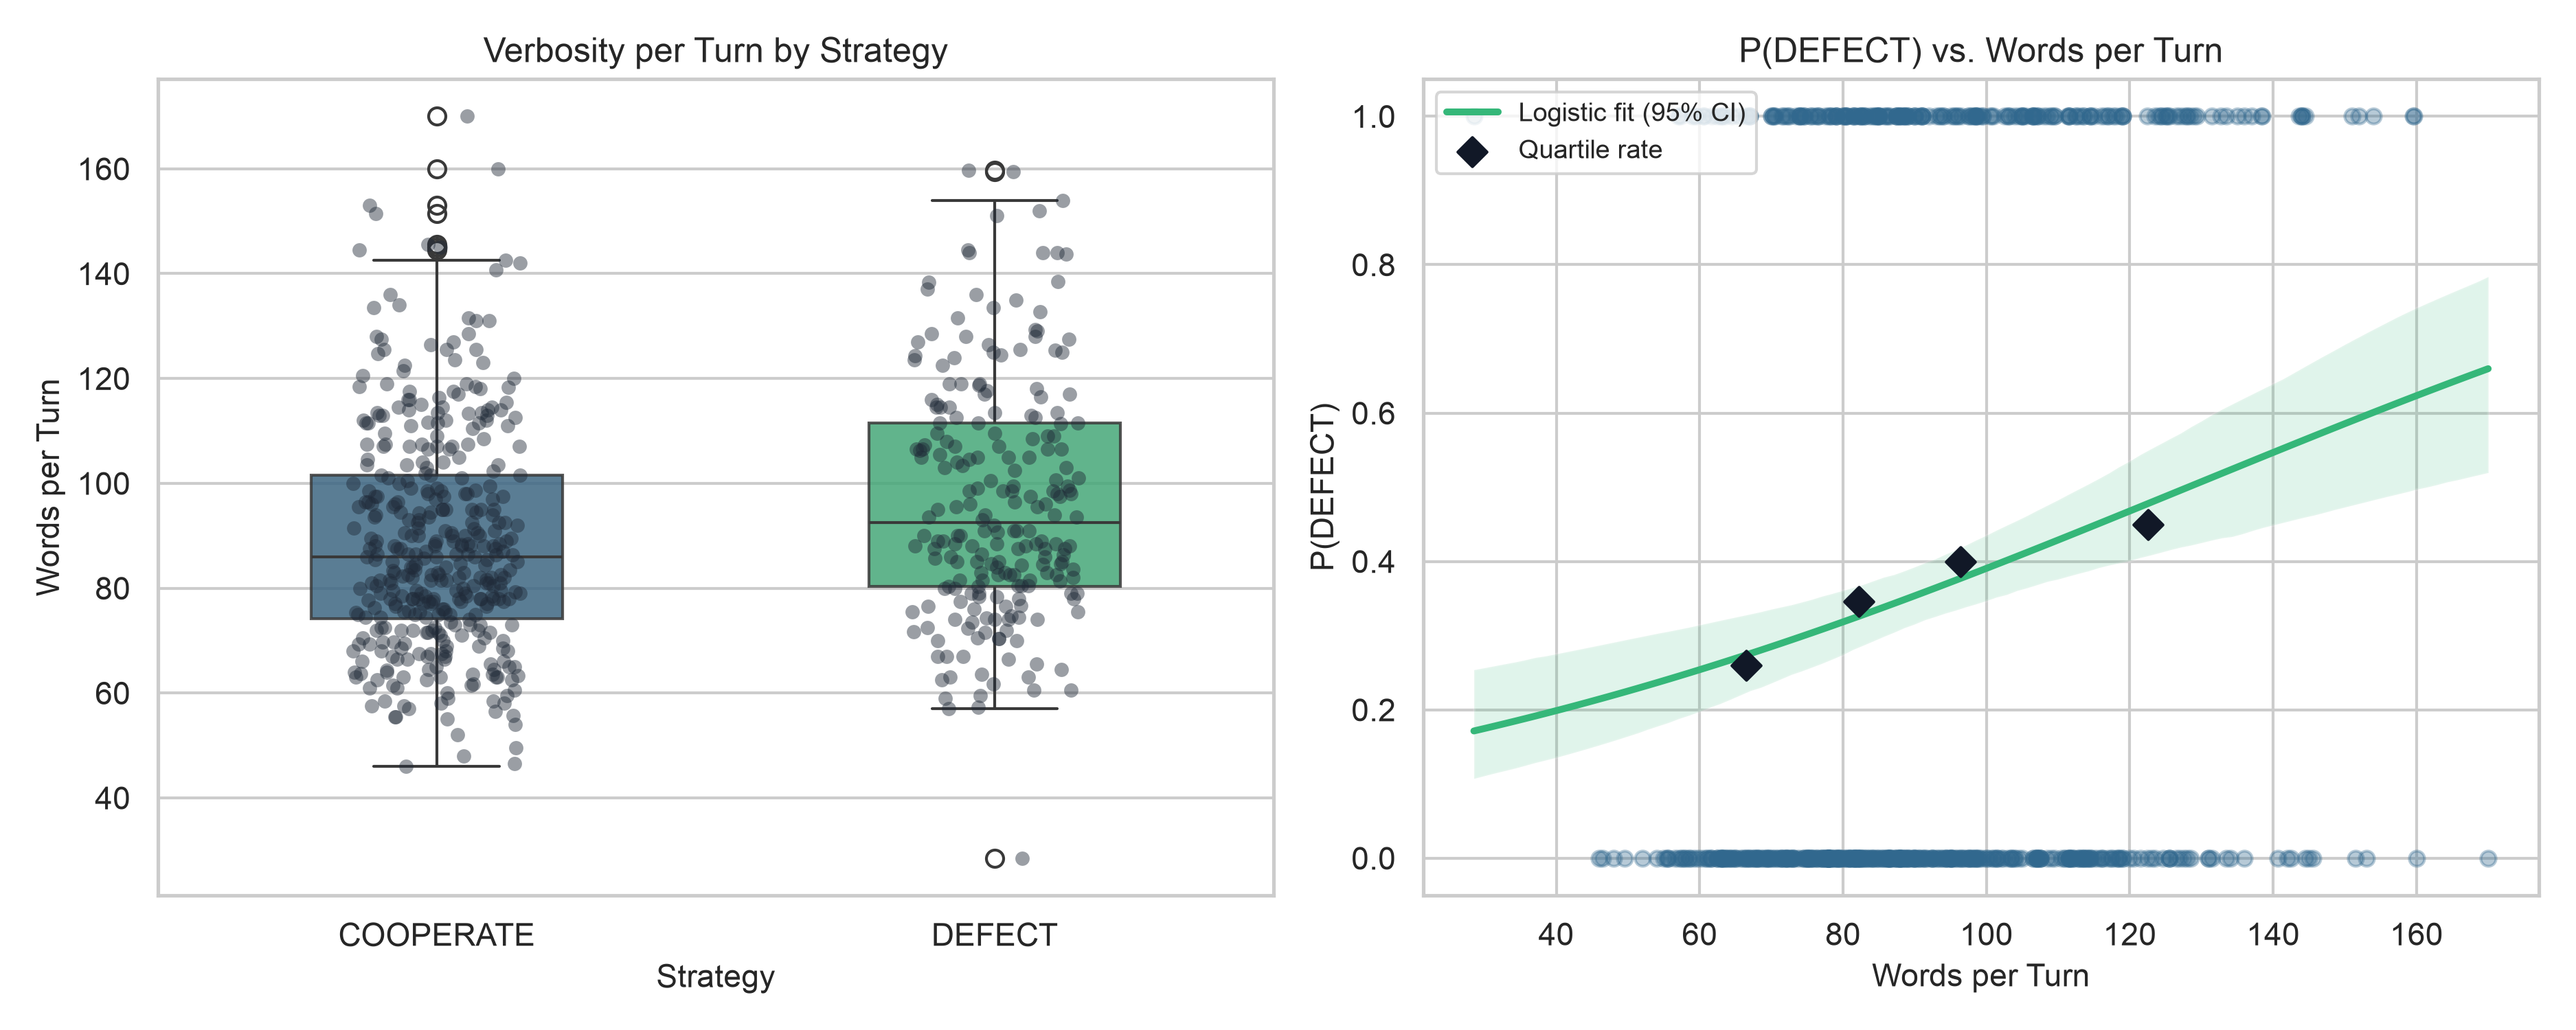 Verbosity per Turn by Strategy
Words per Turn
160
140
120
100
80
60
40
COOPERATE
DEFECT
Strategy
P(DEFECT) vs. Words per Turn
Logistic fit (95% CI)
Quartile rate
P(DEFECT)
1.0
0.8
0.6
0.4
0.2
0.0
40
60
80
100
120
140
160
Words per Turn